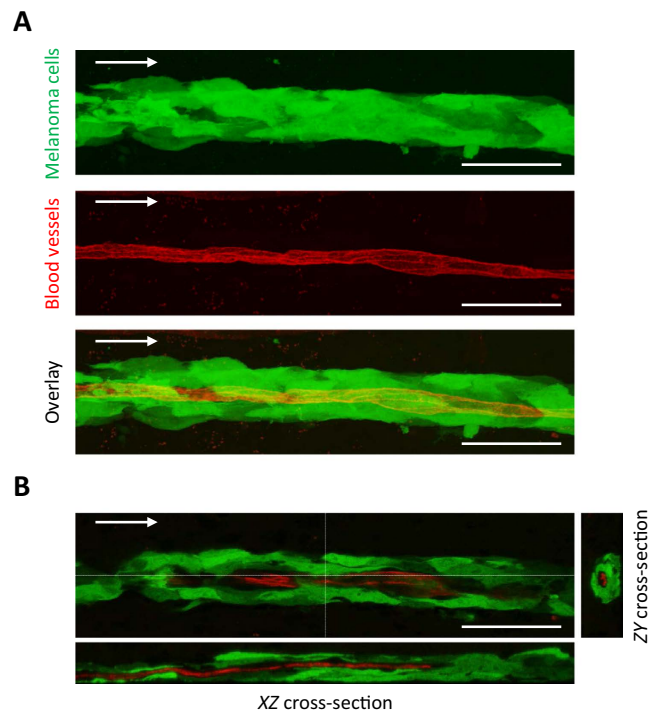 A
Melanoma cells
Blood vessels
Overlay
B
ZY cross-section
XZ cross-section